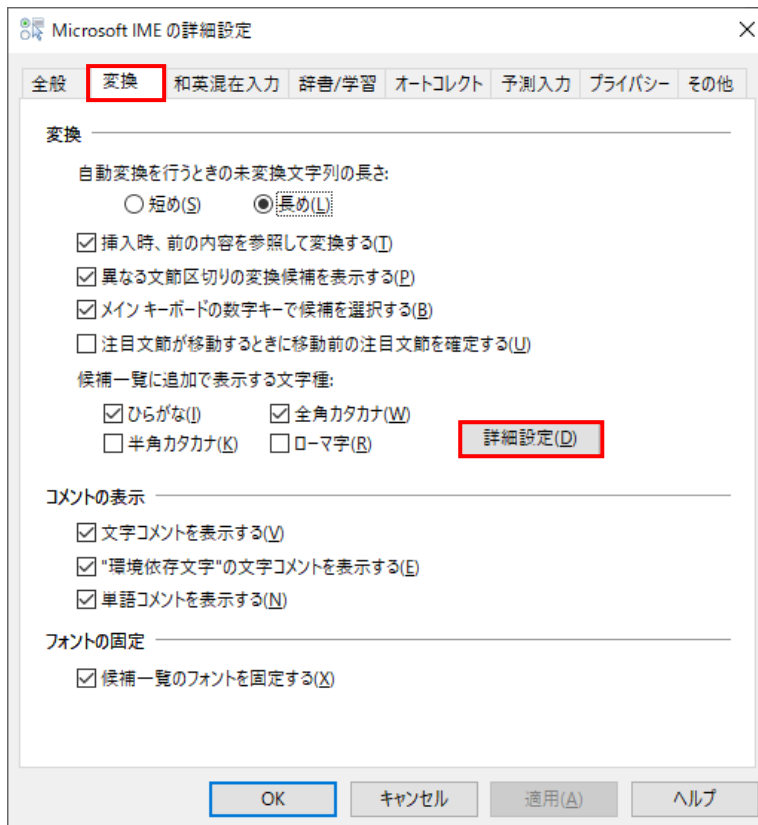 Microsoft IME の詳細設定
全般 変換 和英混在入力 辞書/学習 オートコレクト 予測入力 プライバシー その他
変換
自動変換を行うときの未変換文字列の長さ:
短め(S) 長め(L)
挿入時、前の内容を参照して変換する(T)
異なる文節区切りの変換候補を表示する(P)
メイン キーボードの数字キーで候補を選択する(B)
注目文節が移動するときに移動前の注目文節を確定する(U)
候補一覧に追加で表示する文字種:
ひらがな(I) 全角カタカナ(W)
半角カタカナ(K) ローマ字(R) 詳細設定(D)
コメントの表示
文字コメントを表示する(V)
"環境依存文字"の文字コメントを表示する(E)
単語コメントを表示する(N)
フォントの固定
候補一覧のフォントを固定する(X)
OK キャンセル 適用(A) ヘルプ